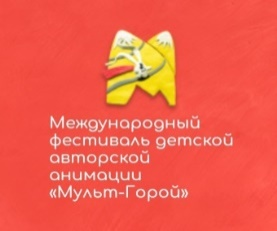 Международный
фестиваль детской
авторской
анимации
«Мульт-Горой»